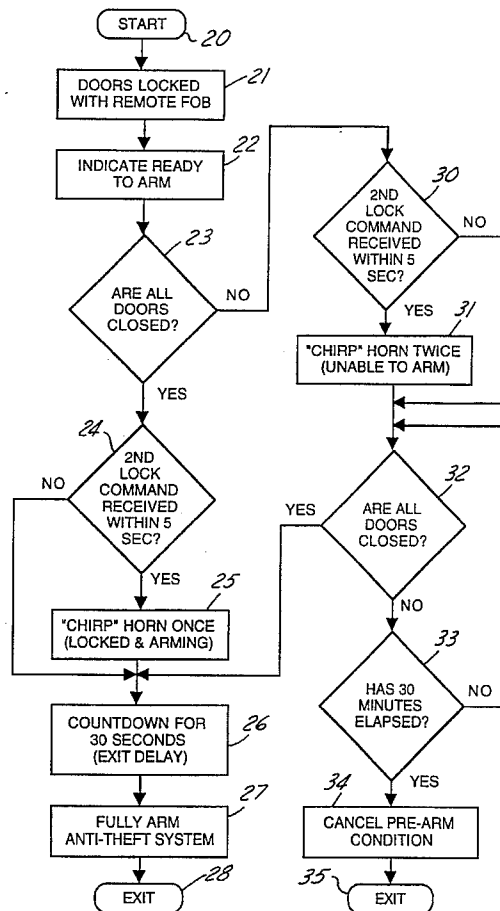 START
20
DOORS LOCKED
WITH REMOTE FOB
21
INDICATE READY
TO ARM
22
ARE ALL
DOORS
CLOSED?
23
NO
YES
2ND
LOCK
COMMAND
RECEIVED
WITHIN 5
SEC?
24
NO
YES
"CHIRP" HORN ONCE
(LOCKED & ARMING)
25
COUNTDOWN FOR
30 SECONDS
(EXIT DELAY)
26
FULLY ARM
ANTI-THEFT SYSTEM
27
EXIT
28
2ND
LOCK
COMMAND
RECEIVED
WITHIN 5
SEC?
30
NO
YES
"CHIRP" HORN TWICE
(UNABLE TO ARM)
31
ARE ALL
DOORS
CLOSED?
32
YES
NO
HAS 30
MINUTES
ELAPSED?
33
NO
YES
CANCEL PRE-ARM
CONDITION
34
EXIT
35